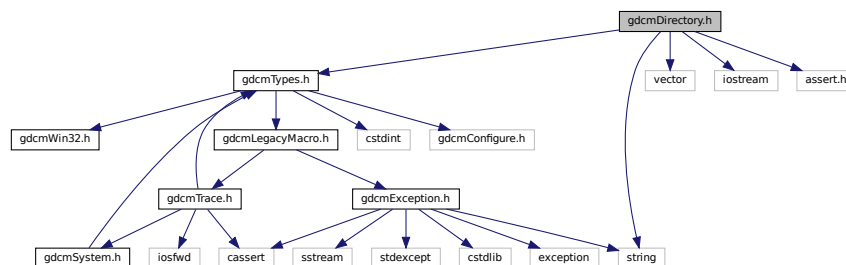 gdcmDirectory.h
gdcmTypes.h
vector
iostream
assert.h
gdcmWin32.h
gdcmLegacyMacro.h
cstdint
gdcmConfigure.h
gdcmTrace.h
gdcmException.h
gdcmSystem.h
iosfwd
cassert
sstream
stdexcept
cstdlib
exception
string